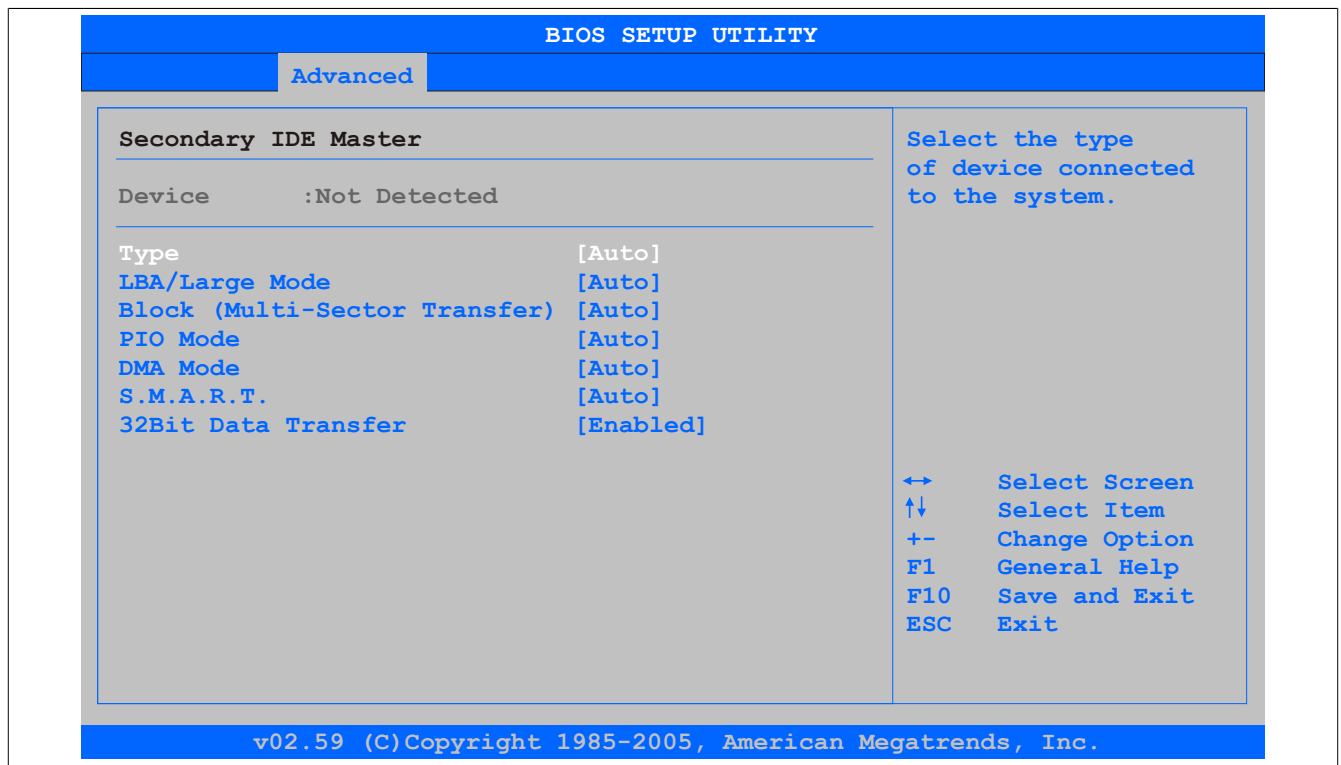 BIOS SETUP UTILITY
Advanced
Secondary IDE Master
Device :Not Detected
Type [Auto]
LBA/Large Mode [Auto]
Block (Multi-Sector Transfer) [Auto]
PIO Mode [Auto]
DMA Mode [Auto]
S.M.A.R.T. [Auto]
32Bit Data Transfer [Enabled]
Select the type
of device connected
to the system.
↔ Select Screen
↑↓ Select Item
+- Change Option
F1 General Help
F10 Save and Exit
ESC Exit
v02.59 (C)Copyright 1985-2005, American Megatrends, Inc.